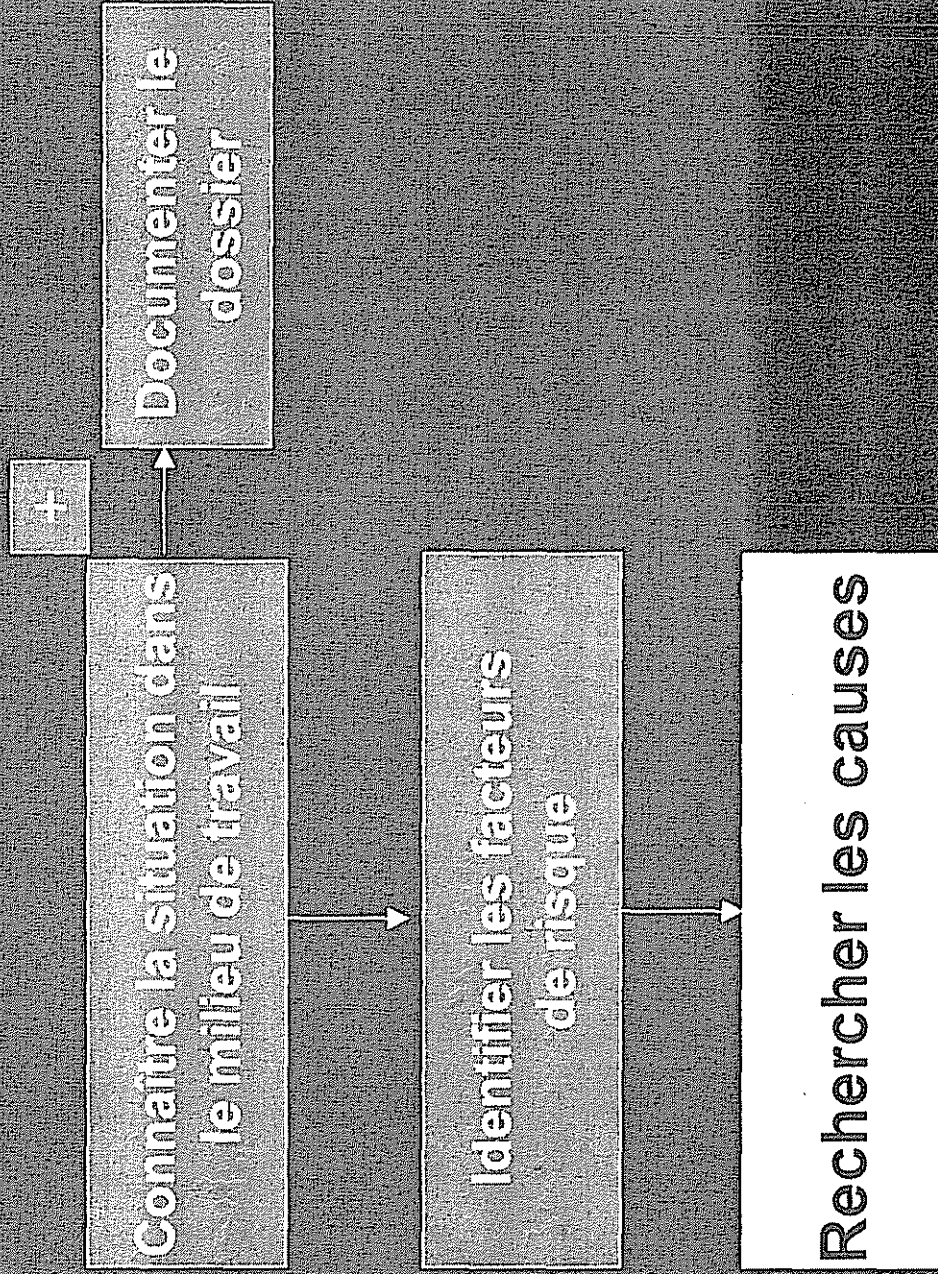 Connaître la situation dans
le milieu de travail
+
Documenter le
dossier
Identifier les facteurs
de risque
Rechercher les causes